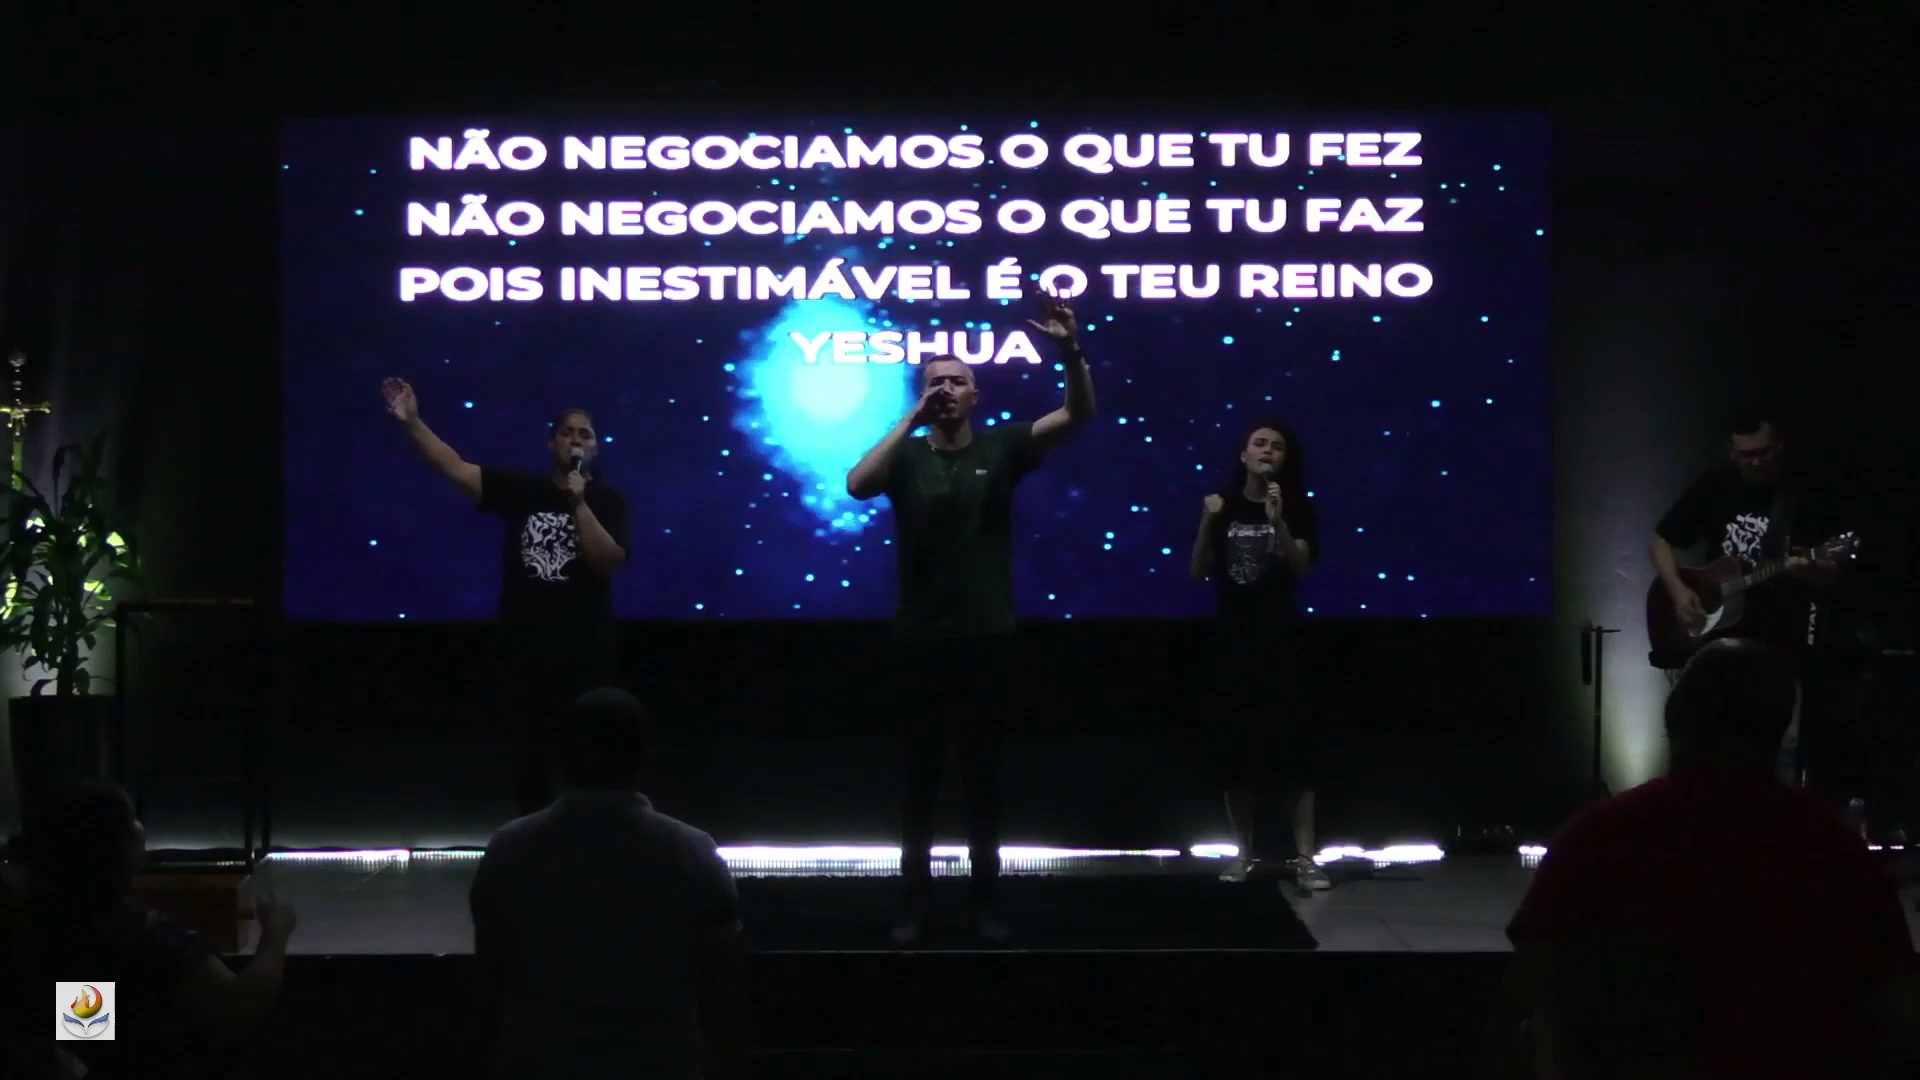 NÃO NEGOCIAMOS O QUE TU FEZ
NÃO NEGOCIAMOS O QUE TU FAZ
POIS INESTIMÁVEL É O TEU REINO
YESHUA